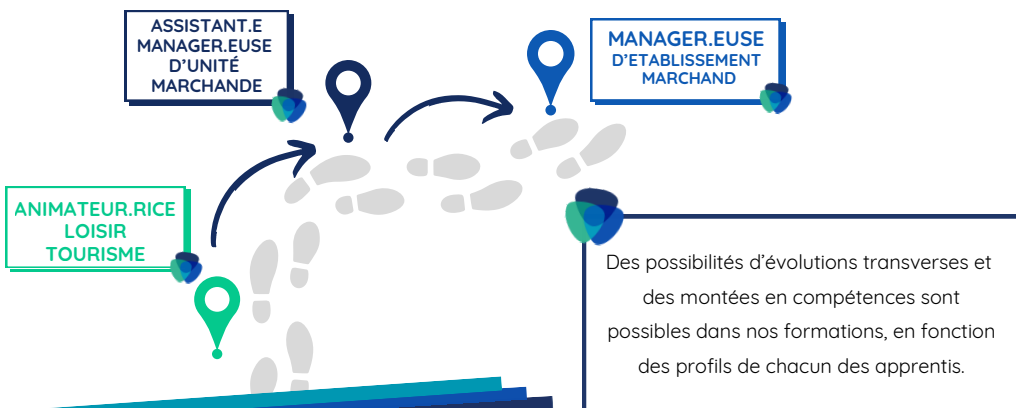 ASSISTANT.E
MANAGER.EUSE
D'UNITÉ
MARCHANDE
MANAGER.EUSE
D'ETABLISSEMENT
MARCHAND
ANIMATEUR.RICE
LOISIR
TOURISME
Des possibilités d'évolutions transverses et
des montées en compétences sont
possibles dans nos formations, en fonction
des profils de chacun des apprentis.